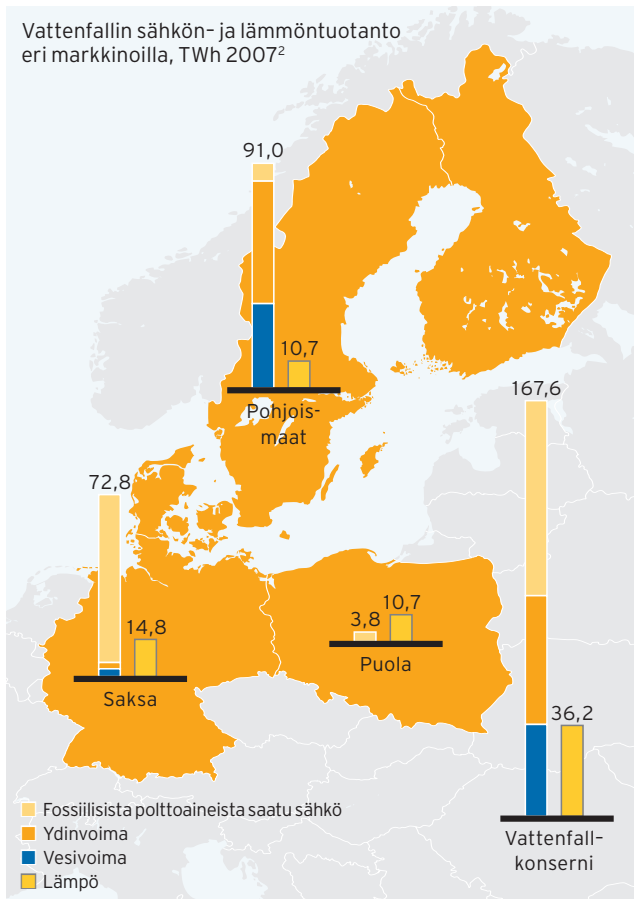 Vattenfallin sähkön- ja lämmöntuotanto
eri markkinoilla, TWh 2007²
91,0
10,7
Pohjois-
maat
167,6
72,8
14,8
Saksa
3,8
10,7
Puola
36,2
Vattenfall-
konserni
Fossiilisista polttoaineista saatu sähkö
Ydinvoima
Vesivoima
Lämpö